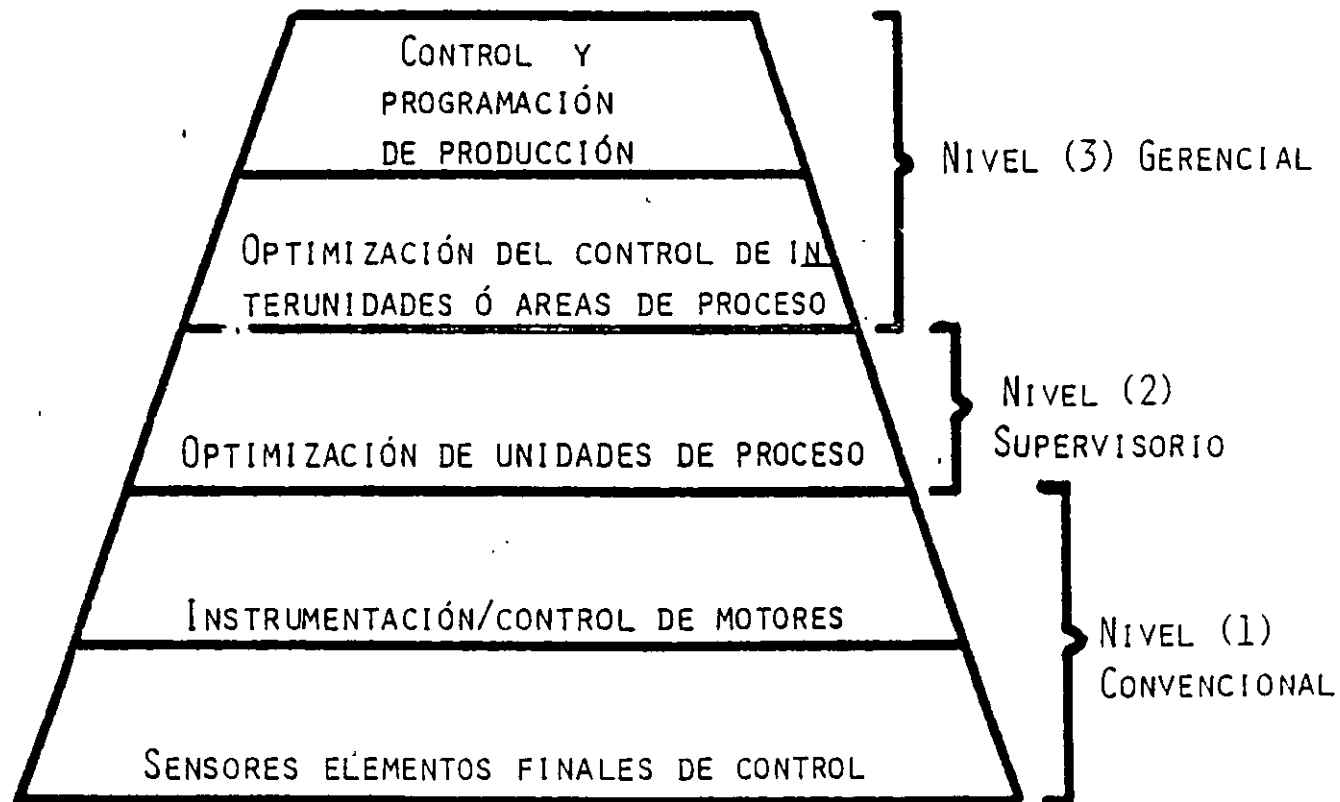 CONTROL Y
PROGRAMACIÓN
DE PRODUCCIÓN
NIVEL (3) GERENCIAL
OPTIMIZACIÓN DEL CONTROL DE IN
TERUNIDADES Ó AREAS DE PROCESO
NIVEL (2)
SUPERVISORIO
OPTIMIZACIÓN DE UNIDADES DE PROCESO
INSTRUMENTACIÓN/CONTROL DE MOTORES
NIVEL (1)
CONVENCIONAL
SENSORES ELEMENTOS FINALES DE CONTROL